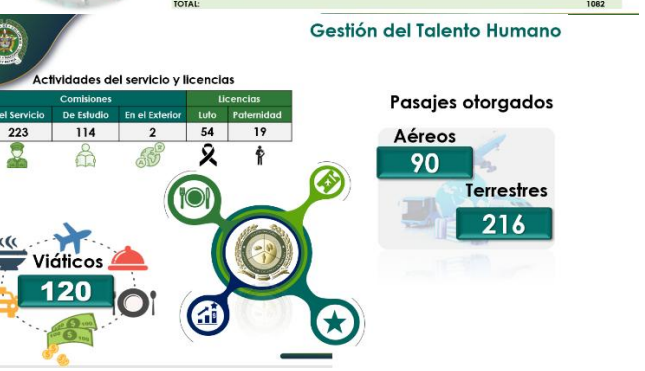 TOTAL: 1082
Gestión del Talento Humano
Actividades del servicio y licencias
Comisiones Licencias
el Servicio De Estudio En el Exterior Luto Paternidad
223 114 2 54 19
Pasajes otorgados
Aéreos
90
Terrestres
216
Viáticos
120